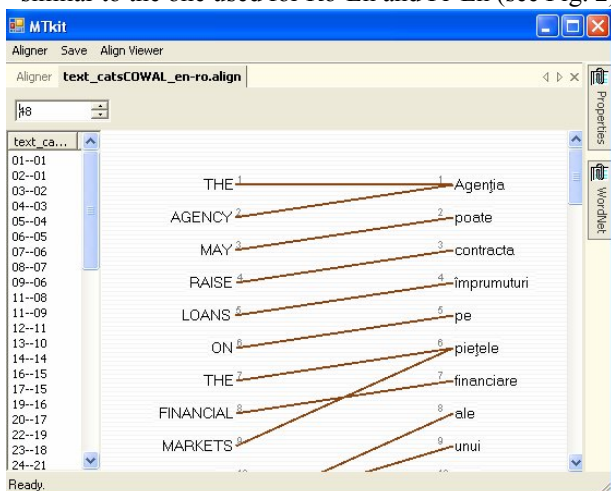 similar to the one used for Ro-En and Fr-En (see Fig. 2
MTkit
Aligner Save Align Viewer
Aligner text_catsCOWAL_en-ro.align
48
text_ca...
01--01
02--01
03--02
04--03
05--04
06--05
07--06
08--07
09--06
11--08
11--09
12--11
13--10
14--14
16--15
17--15
19--16
20--17
22--19
23--18
24--21
THE 1 1 Agenția
AGENCY 2 2 poate
MAY 3 3 contracta
RAISE 4 4 împrumuturi
LOANS 5 5 pe
ON 6 6 piețele
THE 7 7 financiare
FINANCIAL 8 8 ale
MARKETS 9 9 unui
Properties
WordNet
Ready.